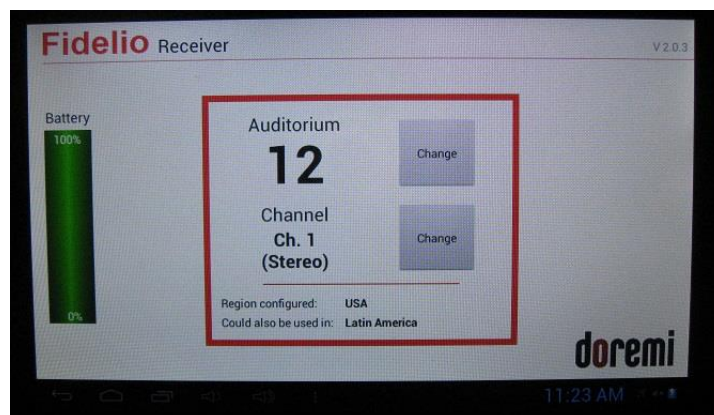 Fidelio Receiver
V 2.0.3
Battery
100%
0%
Auditorium
12
Change
Channel
Ch. 1
(Stereo)
Change
Region configured: USA
Could also be used in: Latin America
doremi
11:23 AM